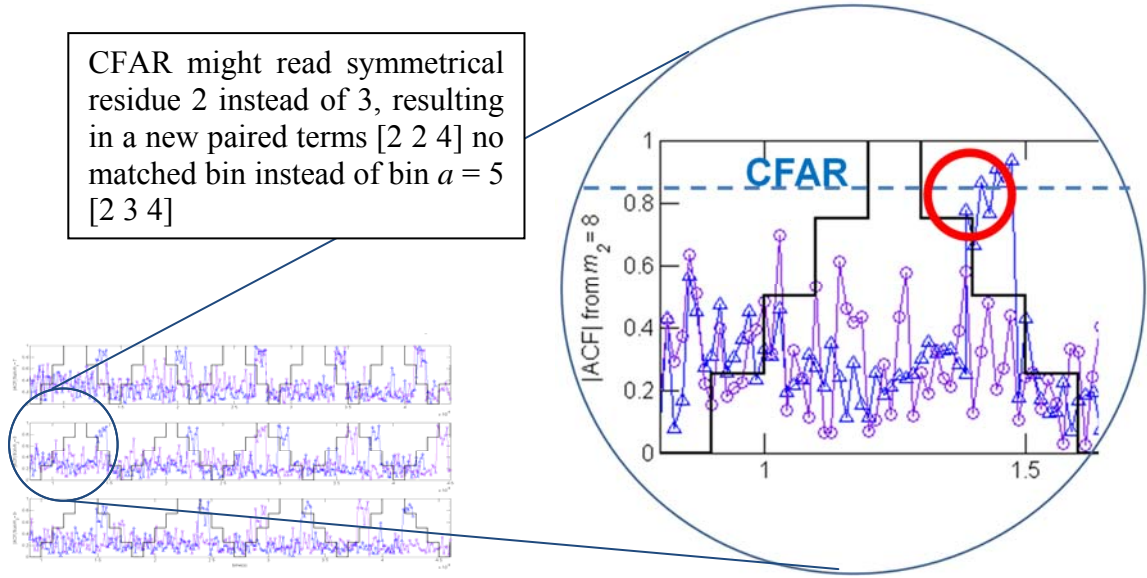 CFAR might read symmetrical
residue 2 instead of 3, resulting
in a new paired terms [2 2 4] no
matched bin instead of bin a = 5
[2 3 4]
CFAR
|ACF| from m2 = 8
1
0.8
0.6
0.4
0.2
0
1
1.5